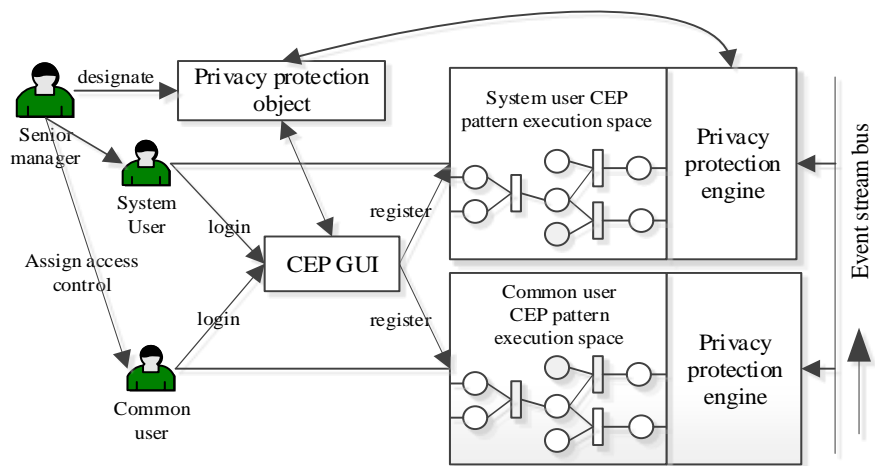 designate
Privacy protection
object
Senior
manager
System
User
Assign access
control
login
login
Common
user
CEP GUI
register
register
System user CEP
pattern execution space
Privacy
protection
engine
Common user
CEP pattern
execution space
Privacy
protection
engine
Event stream bus